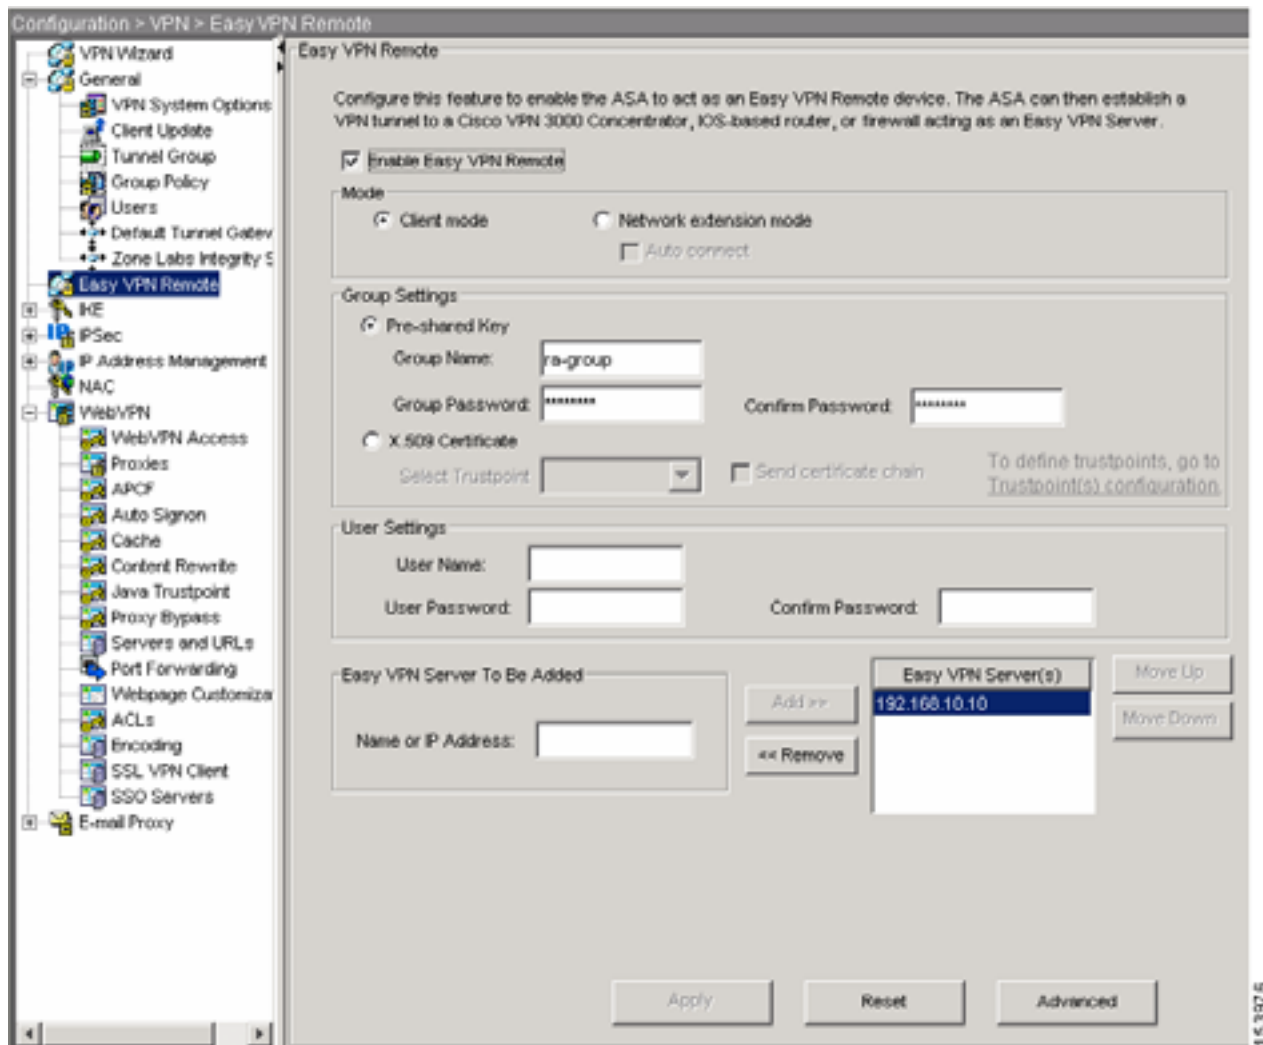 Configuration > VPN > Easy VPN Remote
VPN Wizard
General
VPN System Options
Client Update
Tunnel Group
Group Policy
Users
Default Tunnel Gatev
Zone Labs Integrity S
Easy VPN Remote
IKE
IPSec
IP Address Management
NAC
WebVPN
WebVPN Access
Proxies
APCF
Auto Signon
Cache
Content Rewrite
Java Trustpoint
Proxy Bypass
Servers and URLs
Port Forwarding
Webpage Customiza
ACLs
Encoding
SSL VPN Client
SSO Servers
E-mail Proxy
Easy VPN Remote
Configure this feature to enable the ASA to act as an Easy VPN Remote device. The ASA can then establish a
VPN tunnel to a Cisco VPN 3000 Concentrator, IOS-based router, or firewall acting as an Easy VPN Server.
Enable Easy VPN Remote
Mode
Client mode
Network extension mode
Auto connect
Group Settings
Pre-shared Key
Group Name: ra-group
Group Password: ******** Confirm Password: ********
X.509 Certificate
Select Trustpoint
Send certificate chain
To define trustpoints, go to
Trustpoint(s) configuration.
User Settings
User Name:
User Password: Confirm Password:
Easy VPN Server To Be Added
Name or IP Address:
Add >>
<< Remove
Easy VPN Server(s)
192.168.10.10
Move Up
Move Down
Apply Reset Advanced
153976